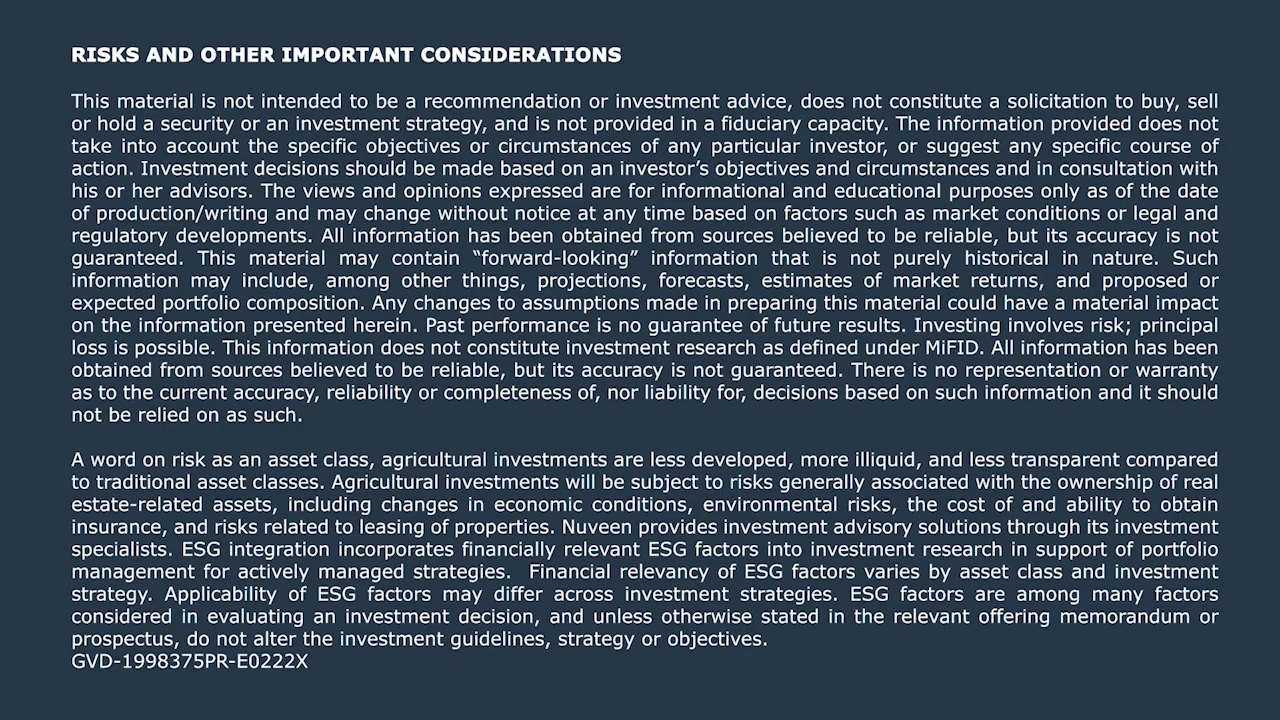 RISKS AND OTHER IMPORTANT CONSIDERATIONS
This material is not intended to be a recommendation or investment advice, does not constitute a solicitation to buy, sell
or hold a security or an investment strategy, and is not provided in a fiduciary capacity. The information provided does not
take into account the specific objectives or circumstances of any particular investor, or suggest any specific course of
action. Investment decisions should be made based on an investor’s objectives and circumstances and in consultation with
his or her advisors. The views and opinions expressed are for informational and educational purposes only as of the date
of production/writing and may change without notice at any time based on factors such as market conditions or legal and
regulatory developments. All information has been obtained from sources believed to be reliable, but its accuracy is not
guaranteed. This material may contain “forward-looking” information that is not purely historical in nature. Such
information may include, among other things, projections, forecasts, estimates of market returns, and proposed or
expected portfolio composition. Any changes to assumptions made in preparing this material could have a material impact
on the information presented herein. Past performance is no guarantee of future results. Investing involves risk; principal
loss is possible. This information does not constitute investment research as defined under MiFID. All information has been
obtained from sources believed to be reliable, but its accuracy is not guaranteed. There is no representation or warranty
as to the current accuracy, reliability or completeness of, nor liability for, decisions based on such information and it should
not be relied on as such.
A word on risk as an asset class, agricultural investments are less developed, more illiquid, and less transparent compared
to traditional asset classes. Agricultural investments will be subject to risks generally associated with the ownership of real
estate-related assets, including changes in economic conditions, environmental risks, the cost of and ability to obtain
insurance, and risks related to leasing of properties. Nuveen provides investment advisory solutions through its investment
specialists. ESG integration incorporates financially relevant ESG factors into investment research in support of portfolio
management for actively managed strategies.  Financial relevancy of ESG factors varies by asset class and investment
strategy. Applicability of ESG factors may differ across investment strategies. ESG factors are among many factors
considered in evaluating an investment decision, and unless otherwise stated in the relevant offering memorandum or
prospectus, do not alter the investment guidelines, strategy or objectives.
GVD-1998375PR-E0222X